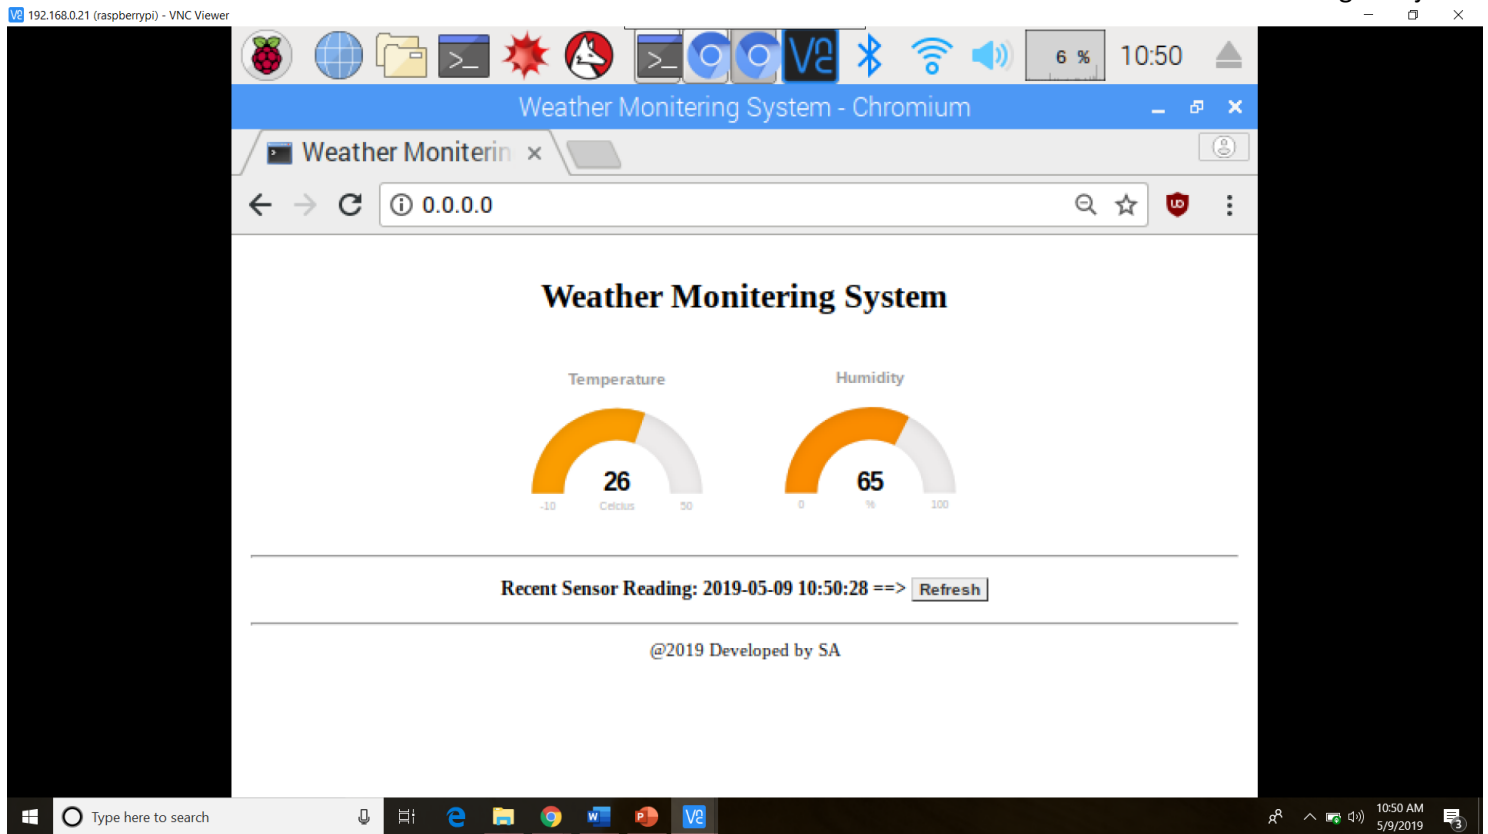 192.168.0.21 (raspberrypi) - VNC Viewer
6 %
10:50
Weather Monitering System - Chromium
Weather Moniterin
0.0.0.0
Weather Monitering System
Temperature
Humidity
26
65
-10 Celcius 50
0 % 100
Recent Sensor Reading: 2019-05-09 10:50:28 ==> Refresh
@2019 Developed by SA
Type here to search
10:50 AM
5/9/2019
3